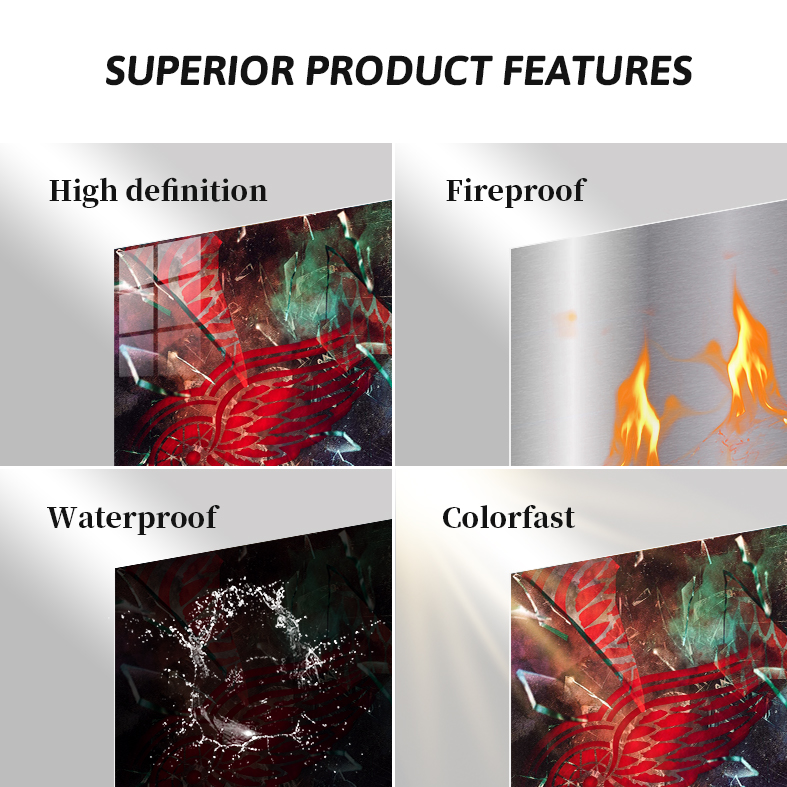 SUPERIOR PRODUCT FEATURES
High definition
Fireproof
Waterproof
Colorfast